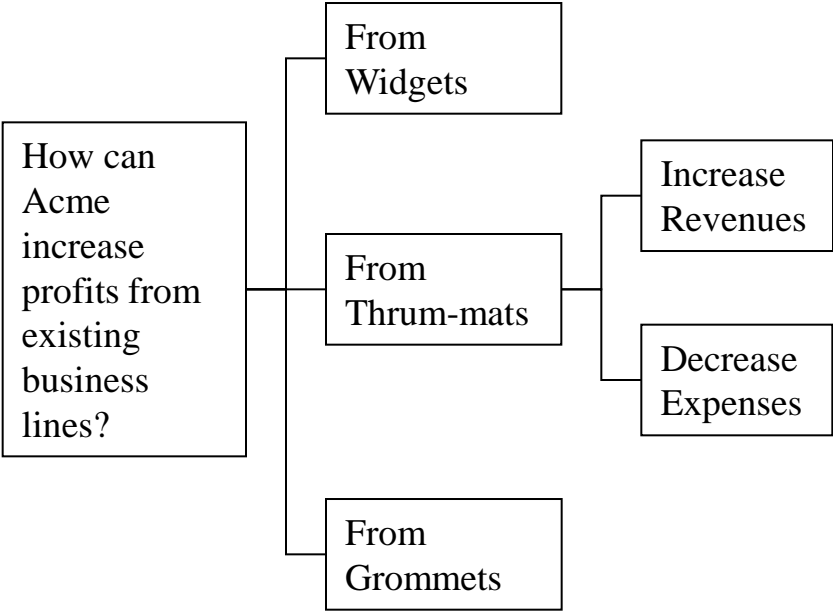 How can
Acme
increase
profits from
existing
business
lines?
From
Widgets
From
Thrum-mats
From
Grommets
Increase
Revenues
Decrease
Expenses